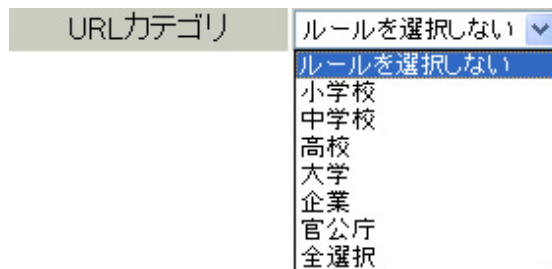 URLカテゴリ ルールを選択しない
ルールを選択しない
小学校
中学校
高校
大学
企業
官公庁
全選択